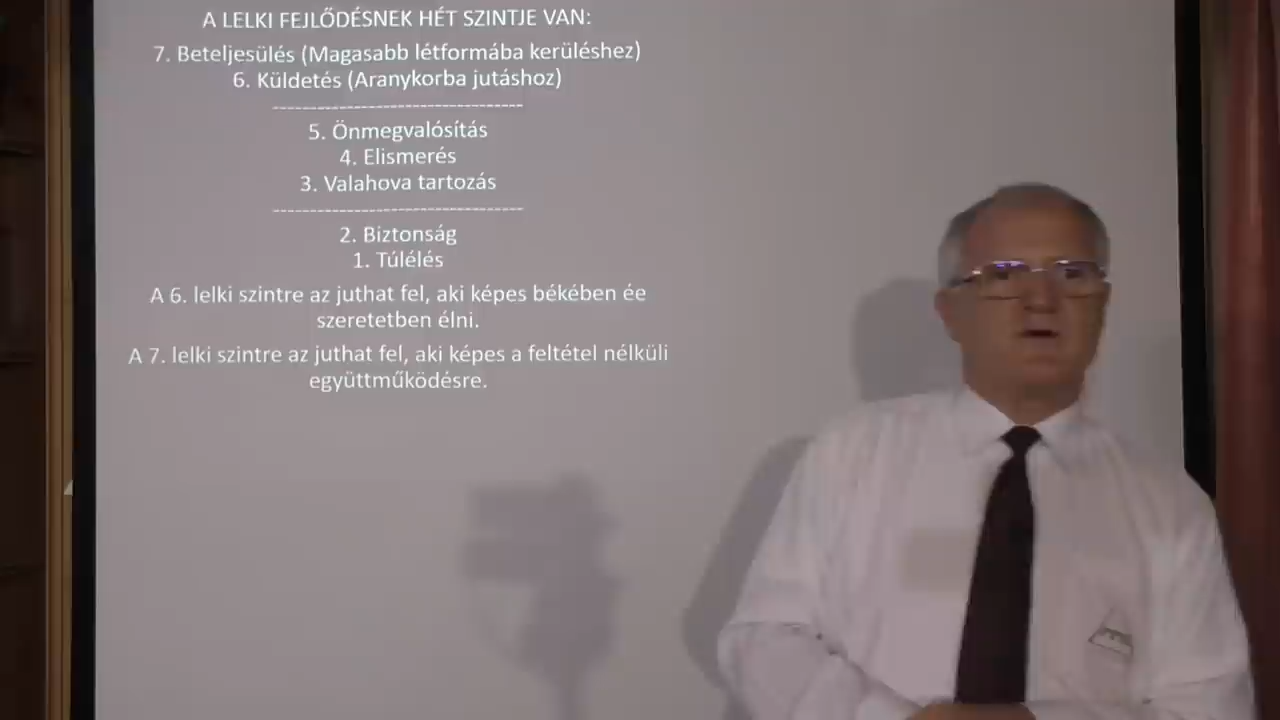 A LELKI FEJLŐDÉSNEK HÉT SZINTJE VAN:
7. Beteljesülés (Magasabb létformába kerüléshez)
6. Küldetés (Aranykorba jutáshoz)
----------------------------------
5. Önmegvalósítás
4. Elismerés
3. Valahova tartozás
----------------------------------
2. Biztonság
1. Túlélés
A 6. lelki szintre az juthat fel, aki képes békében ée
szeretetben élni.
A 7. lelki szintre az juthat fel, aki képes a feltétel nélküli
együttműködésre.